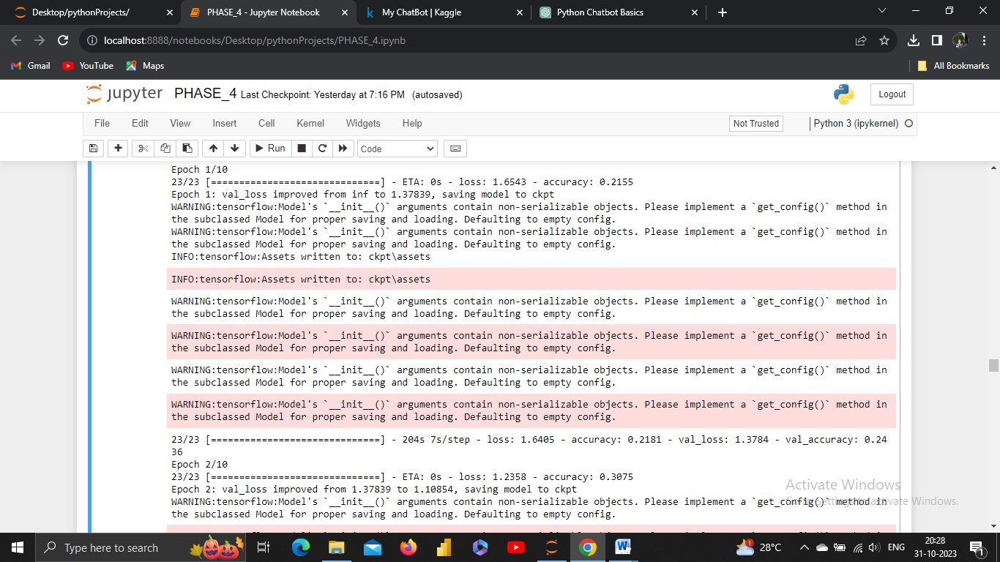 Desktop/pythonProjects/
PHASE_4 - Jupyter Notebook
My ChatBot | Kaggle
Python Chatbot Basics
localhost:8888/notebooks/Desktop/pythonProjects/PHASE_4.ipynb
Gmail
YouTube
Maps
All Bookmarks
jupyter PHASE_4 Last Checkpoint: Yesterday at 7:16 PM (autosaved)
Logout
File Edit View Insert Cell Kernel Widgets Help
Not Trusted
Python 3 (ipykernel)
Run
Code
Epoch 1/10
23/23 [==============================] - ETA: 0s - loss: 1.6543 - accuracy: 0.2155
Epoch 1: val_loss improved from inf to 1.37839, saving model to ckpt
WARNING:tensorflow:Model's `__init__()` arguments contain non-serializable objects. Please implement a `get_config()` method in
the subclassed Model for proper saving and loading. Defaulting to empty config.
WARNING:tensorflow:Model's `__init__()` arguments contain non-serializable objects. Please implement a `get_config()` method in
the subclassed Model for proper saving and loading. Defaulting to empty config.
INFO:tensorflow:Assets written to: ckpt\assets
INFO:tensorflow:Assets written to: ckpt\assets
WARNING:tensorflow:Model's `__init__()` arguments contain non-serializable objects. Please implement a `get_config()` method in
the subclassed Model for proper saving and loading. Defaulting to empty config.
WARNING:tensorflow:Model's `__init__()` arguments contain non-serializable objects. Please implement a `get_config()` method in
the subclassed Model for proper saving and loading. Defaulting to empty config.
WARNING:tensorflow:Model's `__init__()` arguments contain non-serializable objects. Please implement a `get_config()` method in
the subclassed Model for proper saving and loading. Defaulting to empty config.
WARNING:tensorflow:Model's `__init__()` arguments contain non-serializable objects. Please implement a `get_config()` method in
the subclassed Model for proper saving and loading. Defaulting to empty config.
23/23 [==============================] - 204s 7s/step - loss: 1.6405 - accuracy: 0.2181 - val_loss: 1.3784 - val_accuracy: 0.24
36
Epoch 2/10
23/23 [==============================] - ETA: 0s - loss: 1.2358 - accuracy: 0.3075
Epoch 2: val_loss improved from 1.37839 to 1.10854, saving model to ckpt
WARNING:tensorflow:Model's `__init__()` arguments contain non-serializable objects. Please implement a `get_config()` method in
the subclassed Model for proper saving and loading. Defaulting to empty config.
Activate Windows
Go to Settings to activate Windows.
Type here to search
28°C
ENG
20:28
31-10-2023